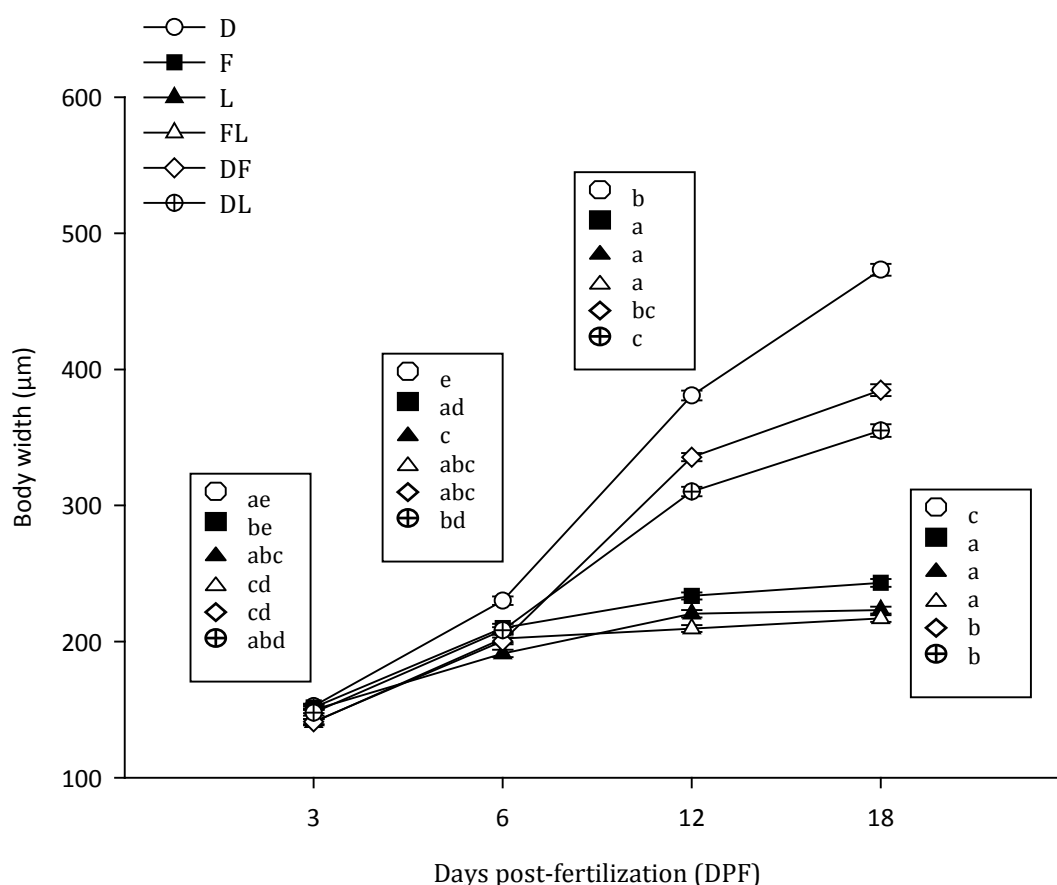 D
F
L
FL
DF
DL
600
500
400
300
200
100
Body width (µm)
ae
be
abc
cd
cd
abd
e
ad
c
abc
abc
bd
b
a
a
a
bc
c
c
a
a
a
b
b
3
6
12
18
Days post-fertilization (DPF)